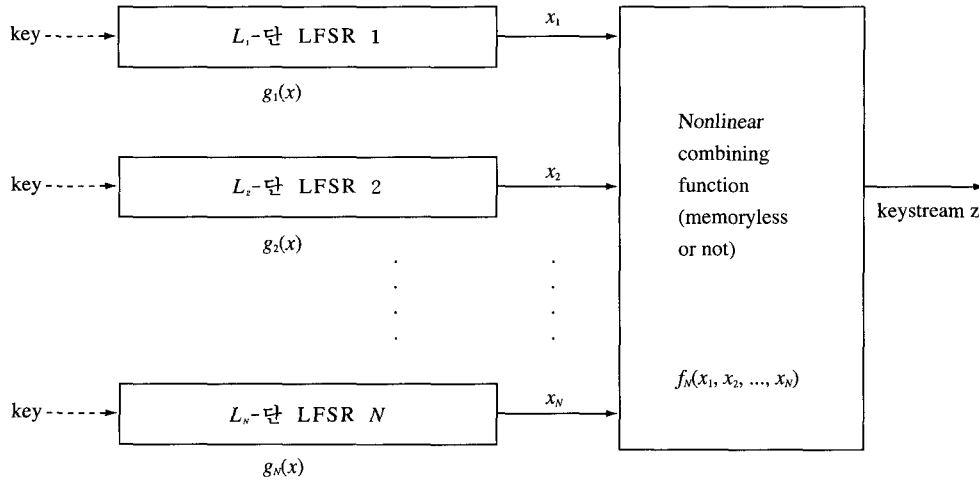 key
L₁-단 LFSR 1
x₁
g₁(x)
key
L₂-단 LFSR 2
x₂
g₂(x)
Nonlinear
combining
function
(memoryless
or not)
keystream z
key
L_N-단 LFSR N
x_N
g_N(x)
f_N(x₁, x₂, ..., x_N)